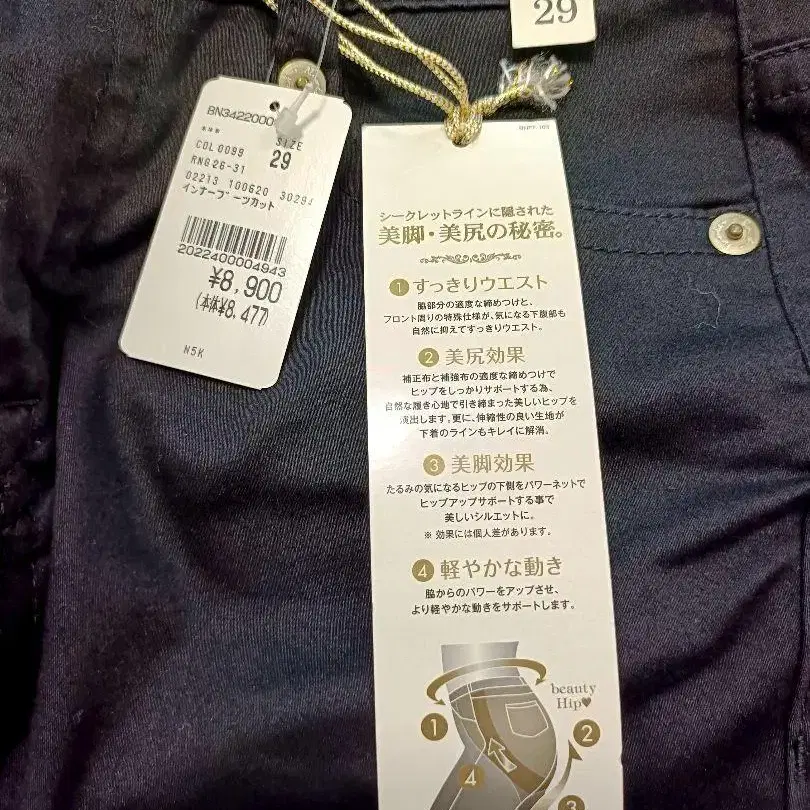 29
BN3422000
***
SIZE
COL 0099
29
RNG 26-31
02213 100620 3029J
インナーブーツカット
2022400004943
¥8,900
(本体¥8,477)
N5K
シークレットラインに隠された
美脚・美尻の秘密。
1 すっきりウエスト
脇部分の適度な締めつけと、
フロント周りの特殊仕様が、気になる下腹部も
自然に抑えてすっきりウエスト。
2 美尻効果
補正布と補強布の適度な締めつけで
ヒップをしっかりサポートする為、
自然な履き心地で引き締まった美しいヒップを
演出します。更に、伸縮性の良い生地が
下着のラインもキレイに解消。
3 美脚効果
たるみの気になるヒップの下側をパワーネットで
ヒップアップサポートする事で
美しいシルエットに。
※ 効果には個人差があります。
4 軽やかな動き
脇からのパワーをアップさせ、
より軽やかな動きをサポートします。
beauty
Hip♥
1
2
4
3